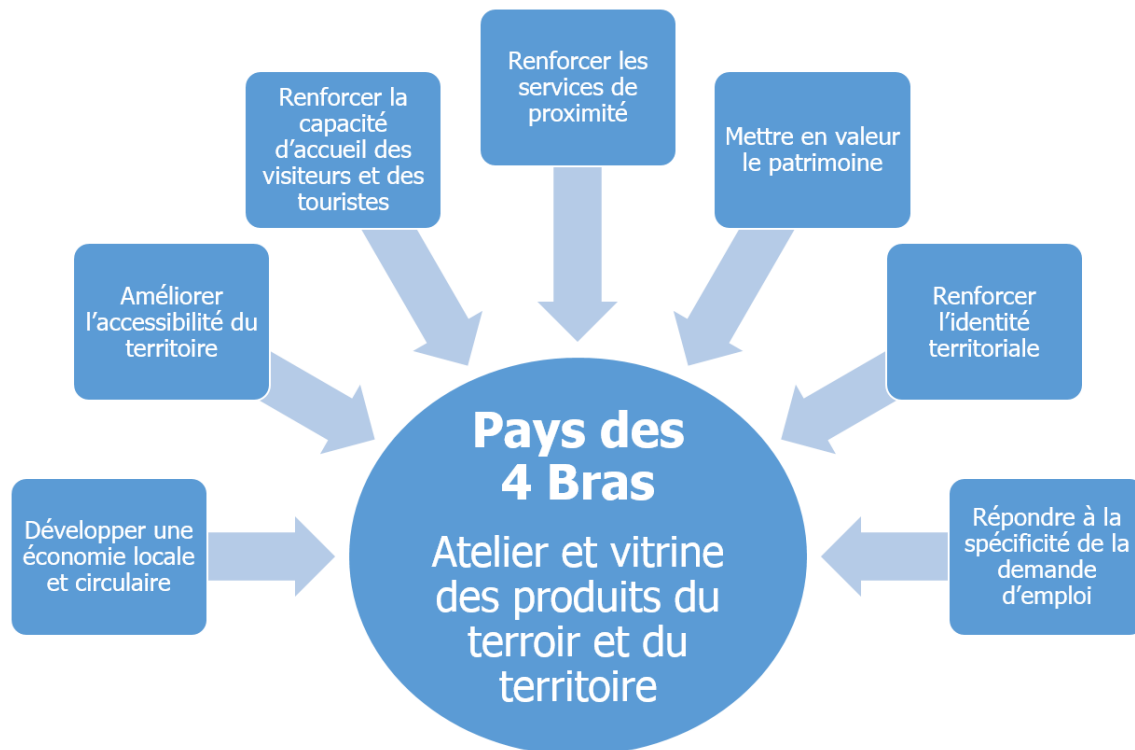 Renforcer les
services de
proximité
Renforcer la
capacité
d’accueil des
visiteurs et des
touristes
Mettre en valeur
le patrimoine
Améliorer
l’accessibilité du
territoire
Renforcer
l’identité
territoriale
Développer une
économie locale
et circulaire
Répondre à la
spécificité de la
demande
d’emploi
Pays des
4 Bras
Atelier et vitrine
des produits du
terroir et du
territoire